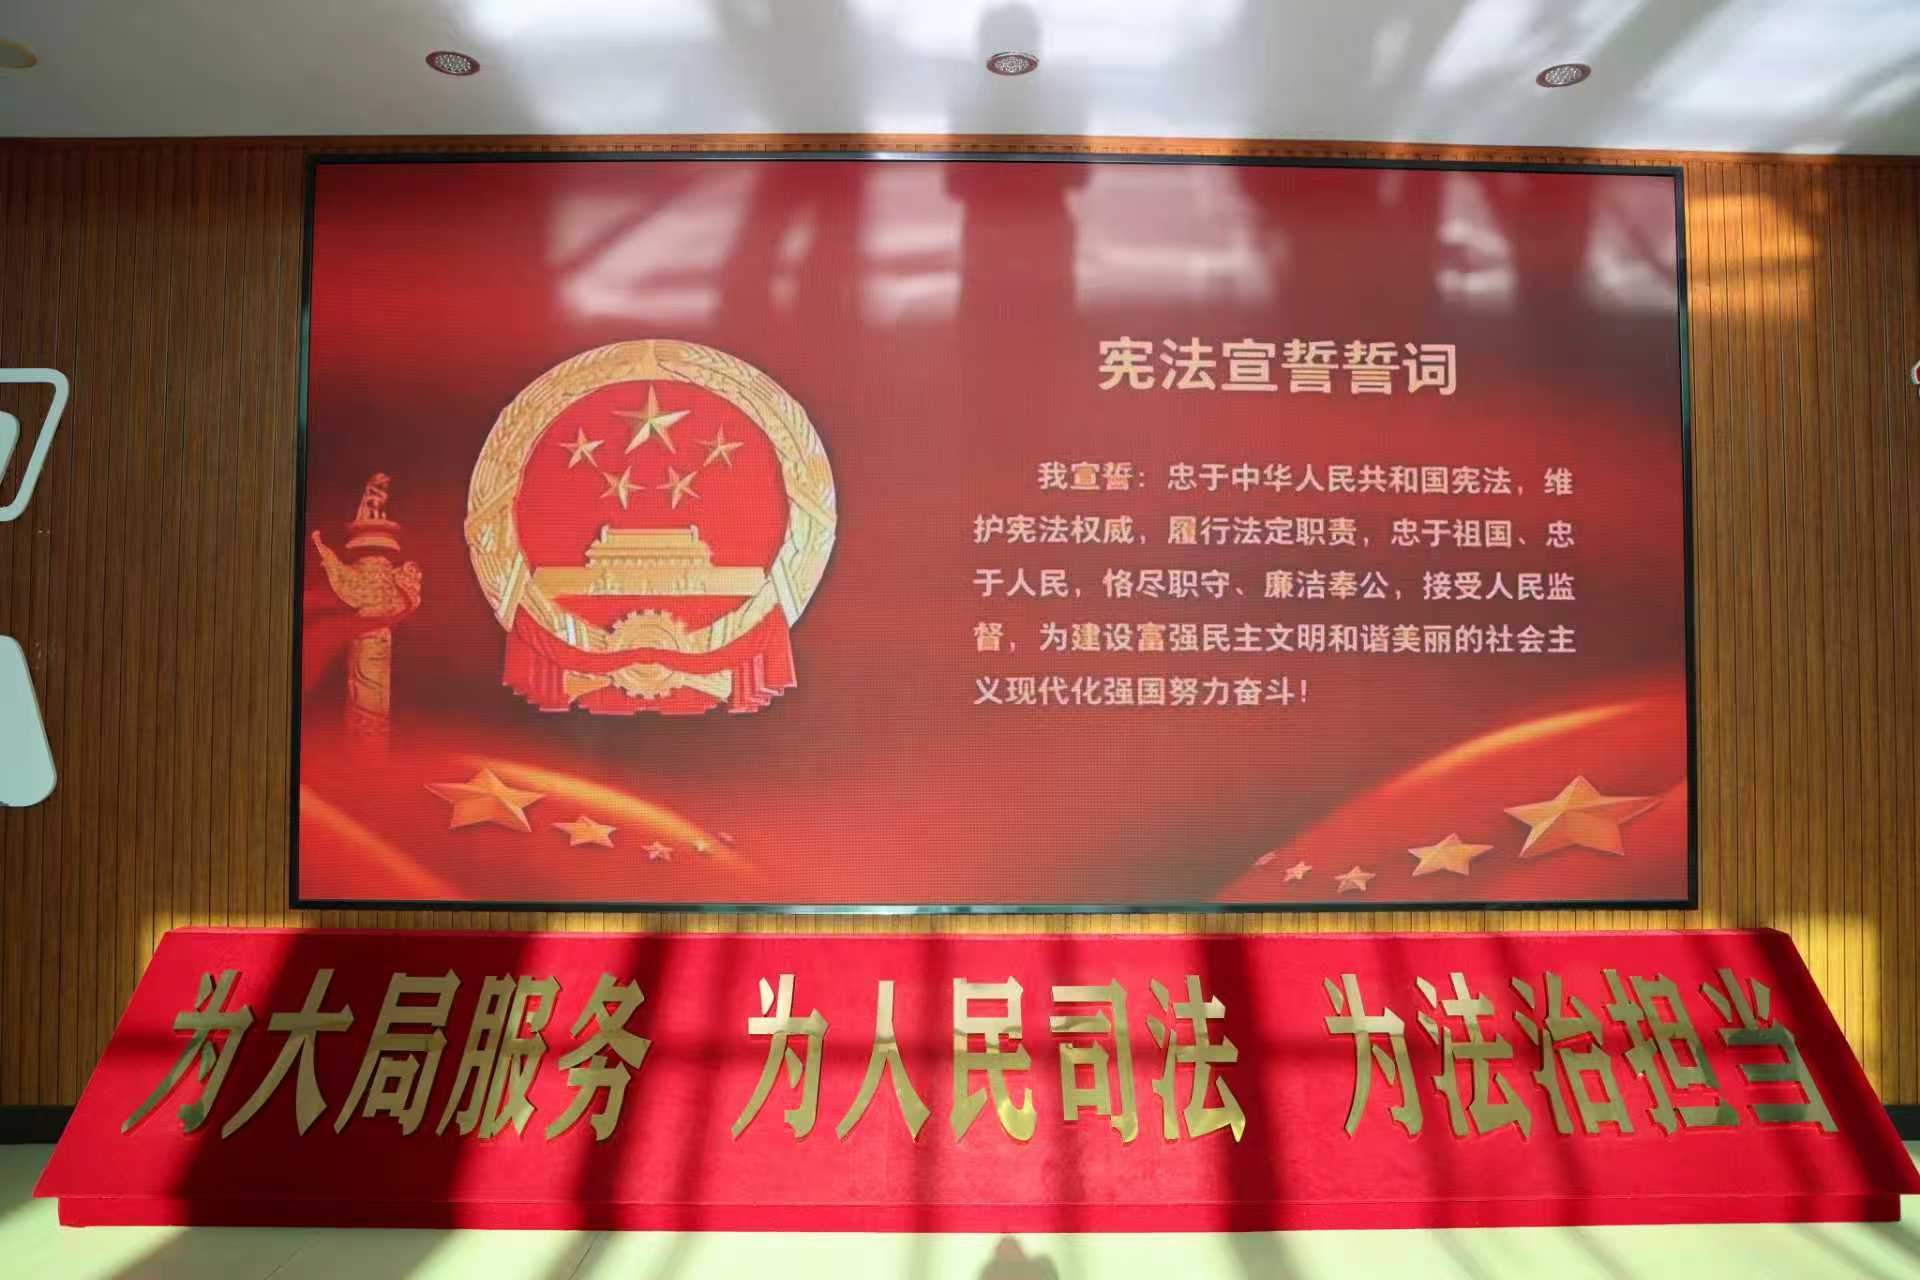 宪法宣誓誓词
我宣誓：忠于中华人民共和国宪法，维
护宪法权威，履行法定职责，忠于祖国、忠
于人民，恪尽职守、廉洁奉公，接受人民监
督，为建设富强民主文明和谐美丽的社会主
义现代化强国努力奋斗！
为大局服务 为人民司法 为法治担当